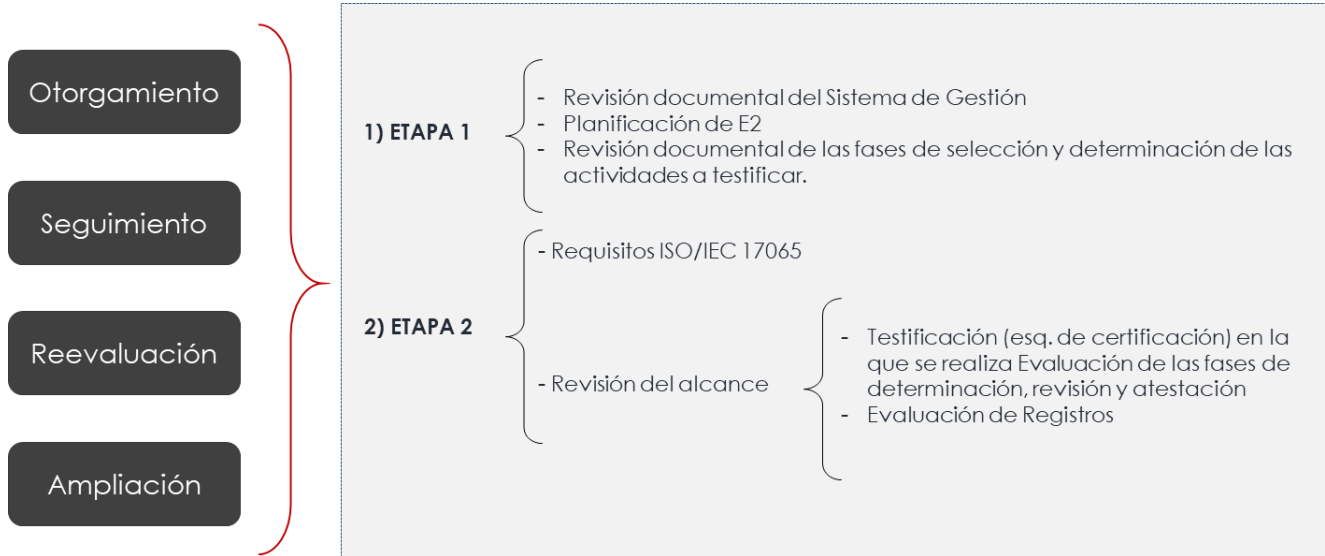 Otorgamiento
Seguimiento
Reevaluación
Ampliación
1) ETAPA 1
- Revisión documental del Sistema de Gestión
- Planificación de E2
- Revisión documental de las fases de selección y determinación de las
actividades a testificar.
2) ETAPA 2
- Requisitos ISO/IEC 17065
- Revisión del alcance
- Testificación (esq. de certificación) en la
que se realiza Evaluación de las fases de
determinación, revisión y atestación
- Evaluación de Registros